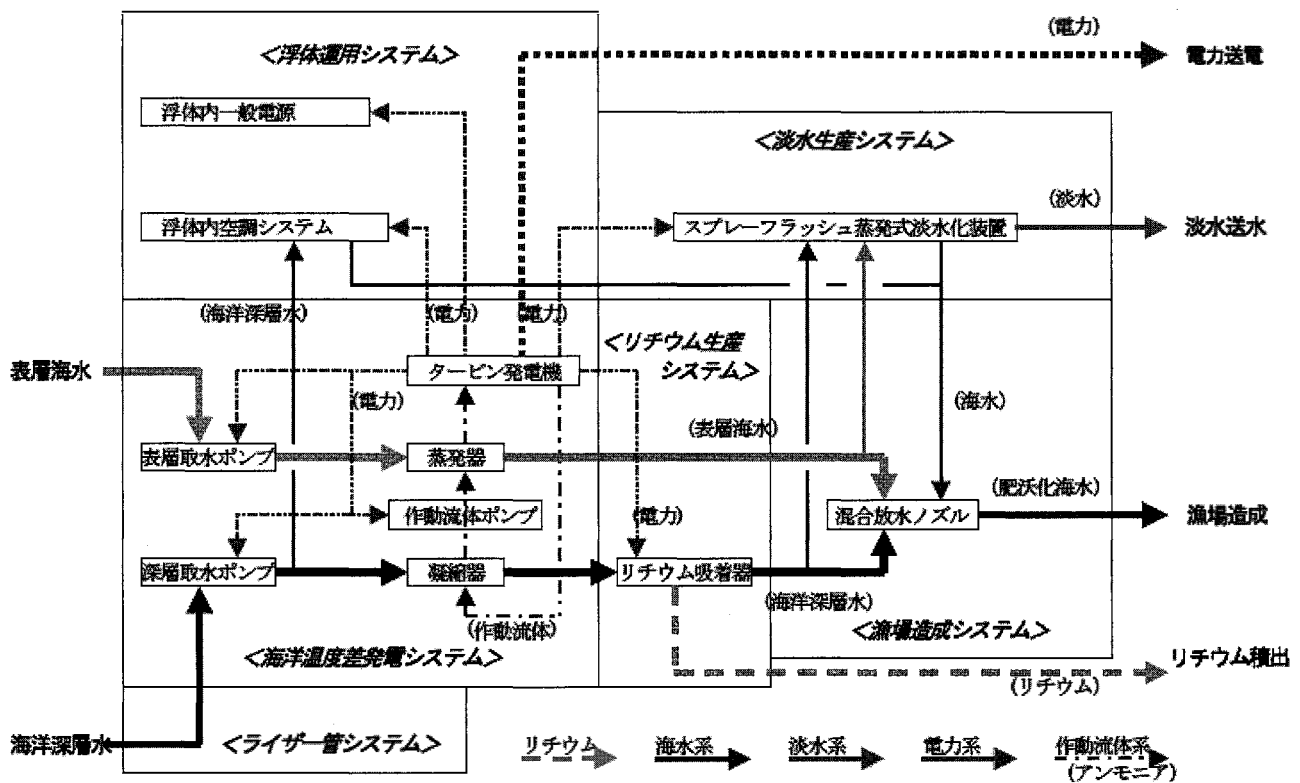 (電力)
電力送電
<浮体運用システム>
浮体内一般電源
<淡水生産システム>
(淡水)
浮体内空調システム
スプレーフラッシュ蒸発式淡水化装置
淡水送水
(海洋深層水)
(電力)
(電力)
<リチウム生産
システム>
表層海水
タービン発電機
(電力)
(海水)
(表層海水)
表層取水ポンプ
蒸発器
(肥沃化海水)
作動流体ポンプ
(電力)
混合放水ノズル
漁場造成
深層取水ポンプ
凝縮器
リチウム吸着器
(海洋深層水)
(作動流体)
<漁場造成システム>
<海洋温度差発電システム>
リチウム積出
(リチウム)
海洋深層水
<ライザー管システム>
リチウム
海水系
淡水系
電力系
作動流体系
(アンモニア)